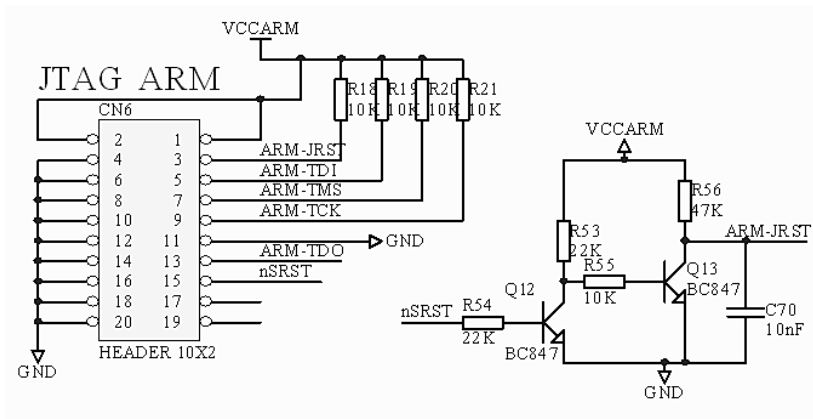 VCCARM
JTAG ARM
CN6
R18 R19 R20 R21
10K 10K 10K 10K
2 1
4 3 ARM-JRST
6 5 ARM-TDI
8 7 ARM-TMS
10 9 ARM-TCK
12 11 GND
14 13 ARM-TDO
16 15 nSRST
18 17
20 19
HEADER 10X2
GND
VCCARM
R56
47K
R53
22K
ARM-JRST
R55
10K
Q13
BC847
Q12
BC847
nSRST
R54
22K
C70
10nF
GND